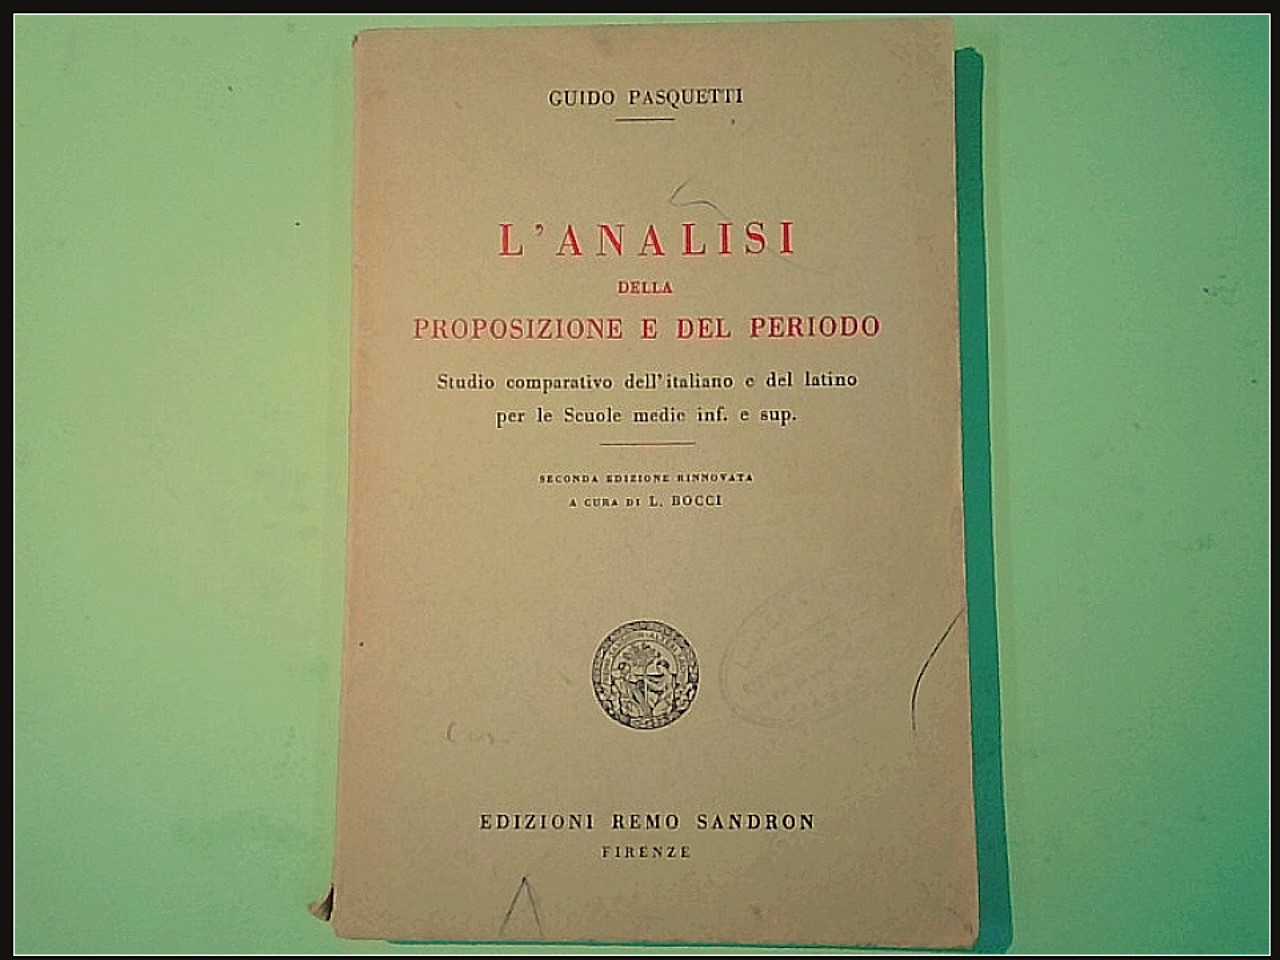 GUIDO PASQUETTI
L'ANALISI
DELLA
PROPOSIZIONE E DEL PERIODO
Studio comparativo dell'italiano e del latino
per le Scuole medie inf. e sup.
SECONDA EDIZIONE RINNOVATA
A CURA DI L. BOCCI
EDIZIONI REMO SANDRON
FIRENZE